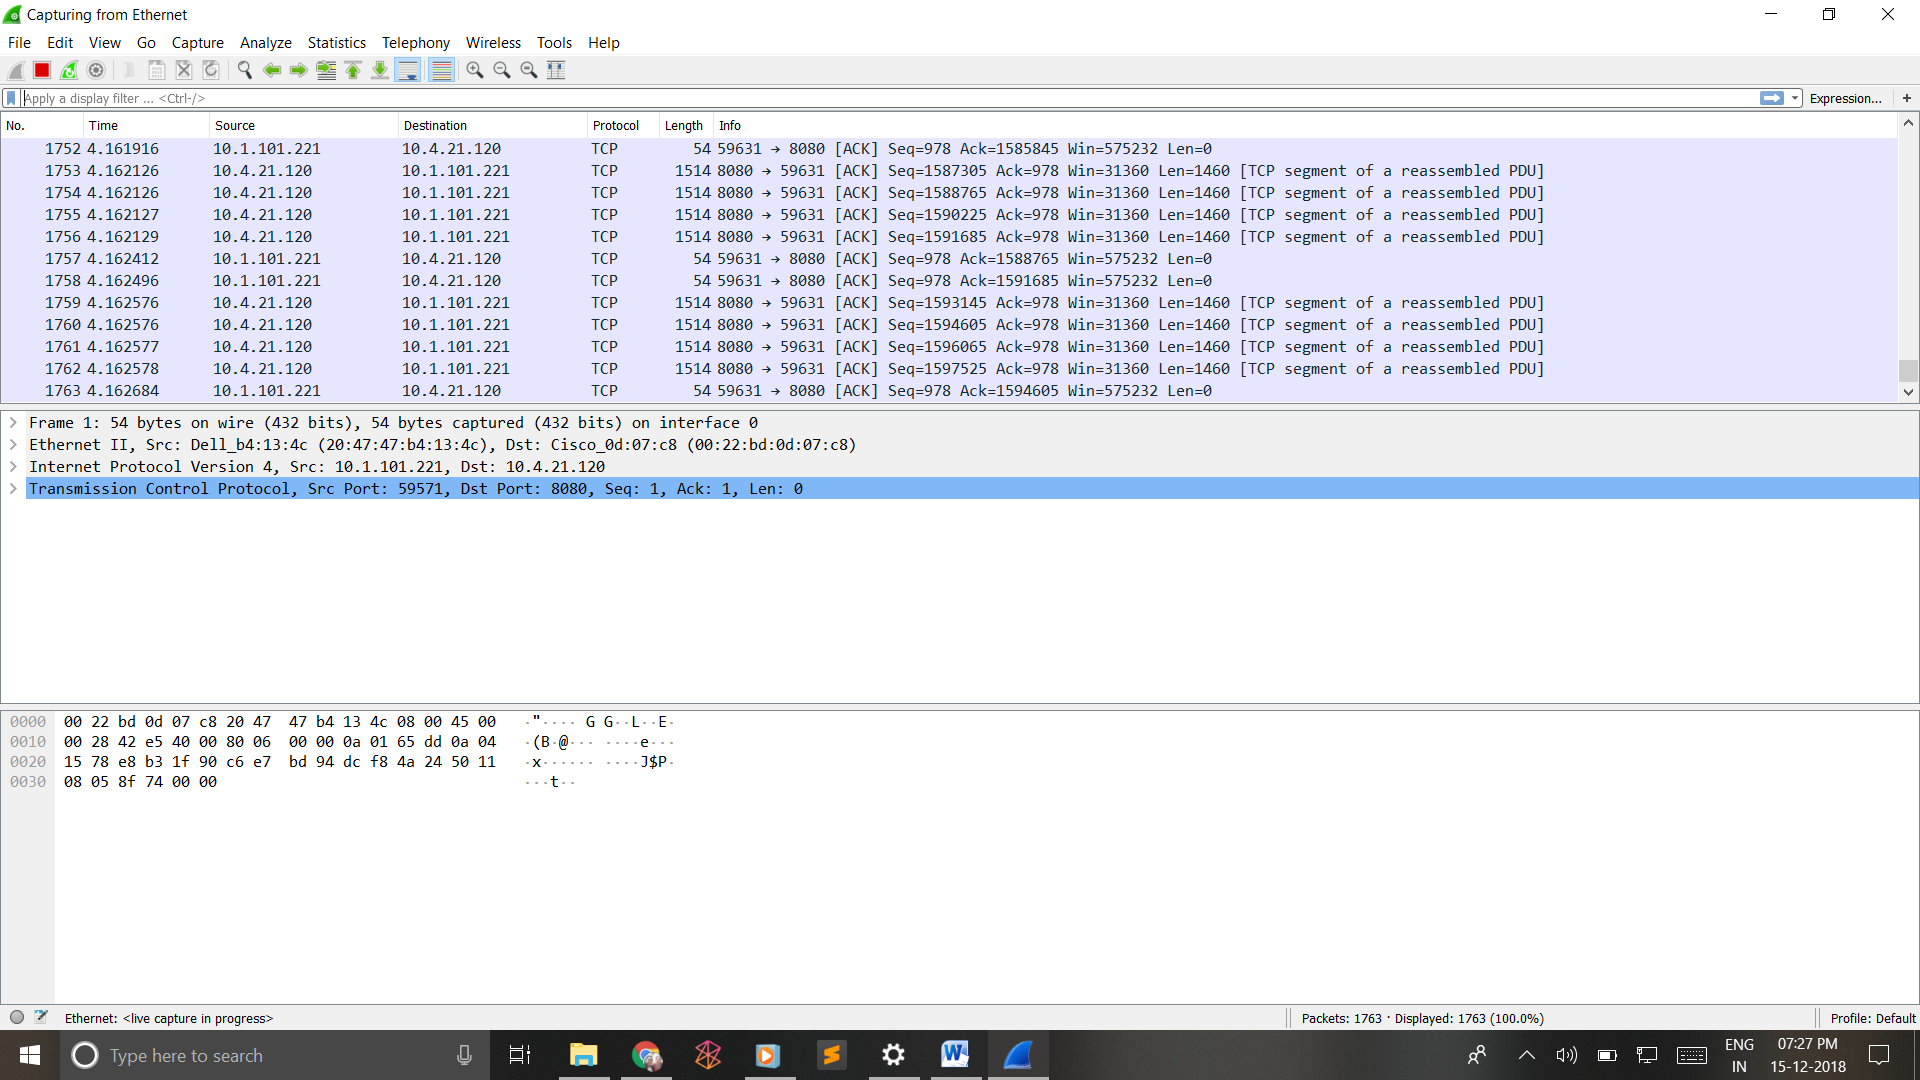 Capturing from Ethernet
File Edit View Go Capture Analyze Statistics Telephony Wireless Tools Help
Apply a display filter ... <Ctrl-/> Expression... +
No. Time Source Destination Protocol Length Info
1752 4.161916 10.1.101.221 10.4.21.120 TCP 54 59631 → 8080 [ACK] Seq=978 Ack=1585845 Win=575232 Len=0
1753 4.162126 10.4.21.120 10.1.101.221 TCP 1514 8080 → 59631 [ACK] Seq=1587305 Ack=978 Win=31360 Len=1460 [TCP segment of a reassembled PDU]
1754 4.162126 10.4.21.120 10.1.101.221 TCP 1514 8080 → 59631 [ACK] Seq=1588765 Ack=978 Win=31360 Len=1460 [TCP segment of a reassembled PDU]
1755 4.162127 10.4.21.120 10.1.101.221 TCP 1514 8080 → 59631 [ACK] Seq=1590225 Ack=978 Win=31360 Len=1460 [TCP segment of a reassembled PDU]
1756 4.162129 10.4.21.120 10.1.101.221 TCP 1514 8080 → 59631 [ACK] Seq=1591685 Ack=978 Win=31360 Len=1460 [TCP segment of a reassembled PDU]
1757 4.162412 10.1.101.221 10.4.21.120 TCP 54 59631 → 8080 [ACK] Seq=978 Ack=1588765 Win=575232 Len=0
1758 4.162496 10.1.101.221 10.4.21.120 TCP 54 59631 → 8080 [ACK] Seq=978 Ack=1591685 Win=575232 Len=0
1759 4.162576 10.4.21.120 10.1.101.221 TCP 1514 8080 → 59631 [ACK] Seq=1593145 Ack=978 Win=31360 Len=1460 [TCP segment of a reassembled PDU]
1760 4.162576 10.4.21.120 10.1.101.221 TCP 1514 8080 → 59631 [ACK] Seq=1594605 Ack=978 Win=31360 Len=1460 [TCP segment of a reassembled PDU]
1761 4.162577 10.4.21.120 10.1.101.221 TCP 1514 8080 → 59631 [ACK] Seq=1596065 Ack=978 Win=31360 Len=1460 [TCP segment of a reassembled PDU]
1762 4.162578 10.4.21.120 10.1.101.221 TCP 1514 8080 → 59631 [ACK] Seq=1597525 Ack=978 Win=31360 Len=1460 [TCP segment of a reassembled PDU]
1763 4.162684 10.1.101.221 10.4.21.120 TCP 54 59631 → 8080 [ACK] Seq=978 Ack=1594605 Win=575232 Len=0
Frame 1: 54 bytes on wire (432 bits), 54 bytes captured (432 bits) on interface 0
Ethernet II, Src: Dell_b4:13:4c (20:47:47:b4:13:4c), Dst: Cisco_0d:07:c8 (00:22:bd:0d:07:c8)
Internet Protocol Version 4, Src: 10.1.101.221, Dst: 10.4.21.120
Transmission Control Protocol, Src Port: 59571, Dst Port: 8080, Seq: 1, Ack: 1, Len: 0
0000 00 22 bd 0d 07 c8 20 47 47 b4 13 4c 08 00 45 00 ·"···· G G··L··E·
0010 00 28 42 e5 40 00 80 06 00 00 0a 01 65 dd 0a 04 ·(B·@··· ····e···
0020 15 78 e8 b3 1f 90 c6 e7 bd 94 dc f8 4a 24 50 11 ·x······ ····J$P·
0030 08 05 8f 74 00 00 ···t··
Ethernet: <live capture in progress> Packets: 1763 · Displayed: 1763 (100.0%) Profile: Default
Type here to search
W
ENG
IN
07:27 PM
15-12-2018